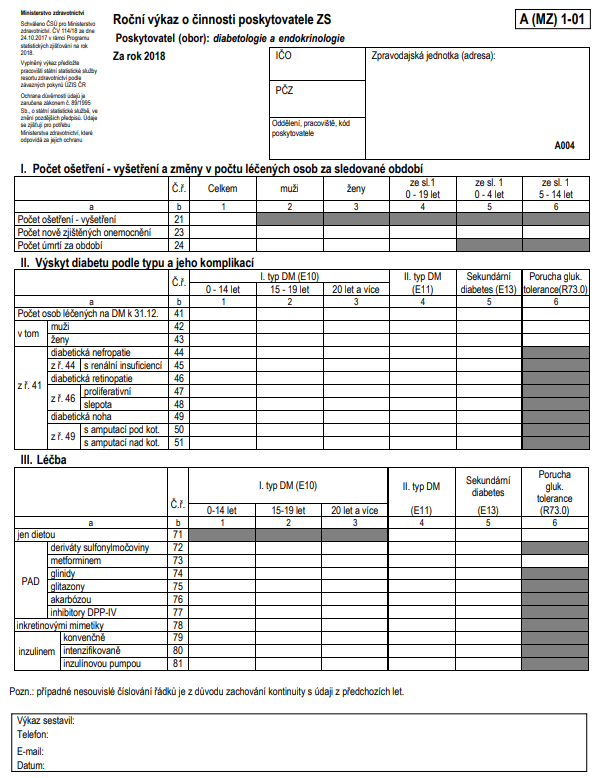 Ministerstvo zdravotnictví
Schváleno ČSÚ pro Ministerstvo
zdravotnictví, ČV 114/18 ze dne
24.10.2017 v rámci Programu
statistických zjišťování na rok
2018.
Vyplněný výkaz předložte
pracovišti státní statistické služby
resortu zdravotnictví podle
závazných pokynů ÚZIS ČR
Ochrana důvěrnosti údajů je
zaručena zákonem č. 89/1995
Sb., o státní statistické službě, ve
znění pozdějších předpisů. Údaje
se zjišťují pro potřebu
Ministerstva zdravotnictví, které
odpovídá za jejich ochranu
Roční výkaz o činnosti poskytovatele ZS
A (MZ) 1-01
Poskytovatel (obor): diabetologie a endokrinologie
Za rok 2018
IČO
PČZ
Oddělení, pracoviště, kód
poskytovatele
Zpravodajská jednotka (adresa):
A004
I. Počet ošetření - vyšetření a změny v počtu léčených osob za sledované období
Č.ř. Celkem muži ženy ze sl.1 0 - 19 let ze sl.1 0 - 4 let ze sl.1 5 - 14 let
a b 1 2 3 4 5 6
Počet ošetření - vyšetření 21
Počet nově zjištěných onemocnění 23
Počet úmrtí za období 24
II. Výskyt diabetu podle typu a jeho komplikací
Č.ř. I. typ DM (E10) II. typ DM (E11) Sekundární diabetes (E13) Porucha gluk. tolerance(R73.0)
0 - 14 let 15 - 19 let 20 let a více
a b 1 2 3 4 5 6
Počet osob léčených na DM k 31.12. 41
v tom muži 42
ženy 43
z ř. 41 diabetická nefropatie 44
z ř. 44 s renální insuficiencí 45
diabetická retinopatie 46
z ř. 46 proliferativní 47
slepota 48
diabetická noha 49
z ř. 49 s amputací pod kot. 50
s amputací nad kot. 51
III. Léčba
Č.ř. I. typ DM (E10) II. typ DM (E11) Sekundární diabetes (E13) Porucha gluk. tolerance (R73.0)
0-14 let 15-19 let 20 let a více
a b 1 2 3 4 5 6
jen dietou 71
PAD deriváty sulfonylmočoviny 72
metforminem 73
glinidy 74
glitazony 75
akarbózou 76
inhibitory DPP-IV 77
inkretinovými mimetiky 78
inzulinem konvenčně 79
intenzifikovaně 80
inzulínovou pumpou 81
Pozn.: případné nesouvislé číslování řádků je z důvodu zachování kontinuity s údaji z předchozích let.
Výkaz sestavil:
Telefon:
E-mail:
Datum: